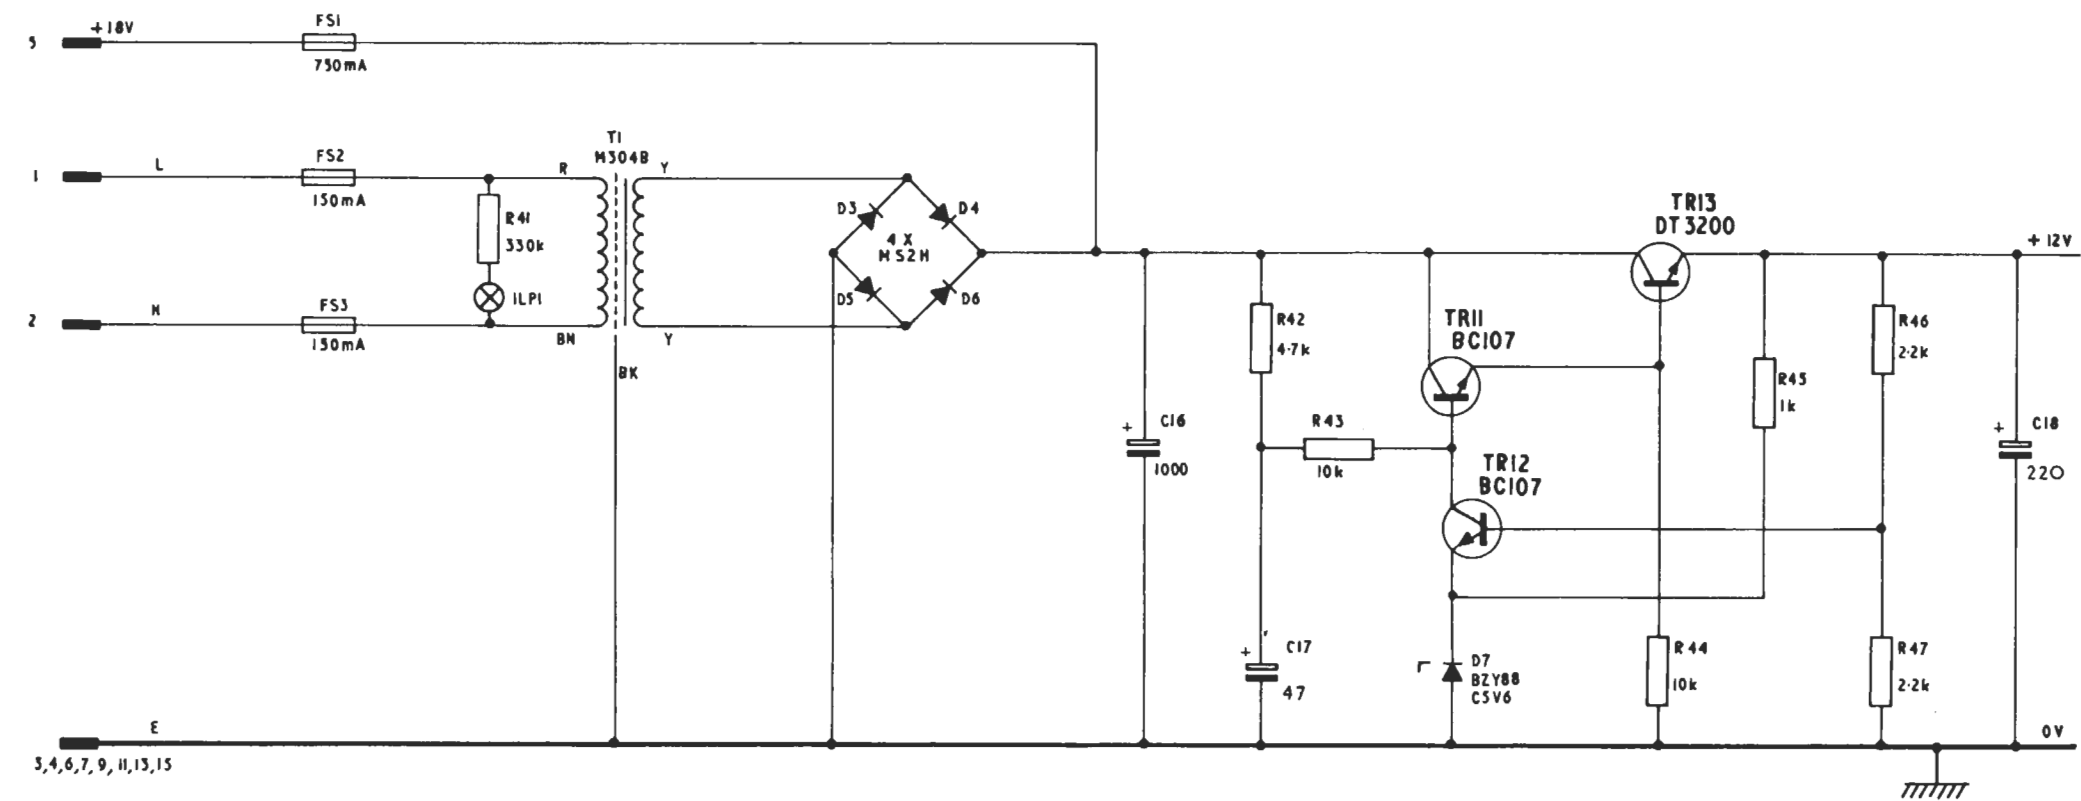 FS1
+18V
5
750mA
T1
M304B
FS2
L
1
150mA
R
Y
R41
330k
D3
D4
4 X
MS2H
TR13
DT3200
+12V
ILP1
D5
D6
FS3
N
2
150mA
BN
Y
BK
R42
4·7k
TR11
BC107
R46
2·2k
R45
1k
+ C16
1000
R43
10k
+ C18
220
TR12
BC107
+ C17
47
D7
BZY88
C5V6
R44
10k
R47
2·2k
E
0V
3,4,6,7,9,11,13,15